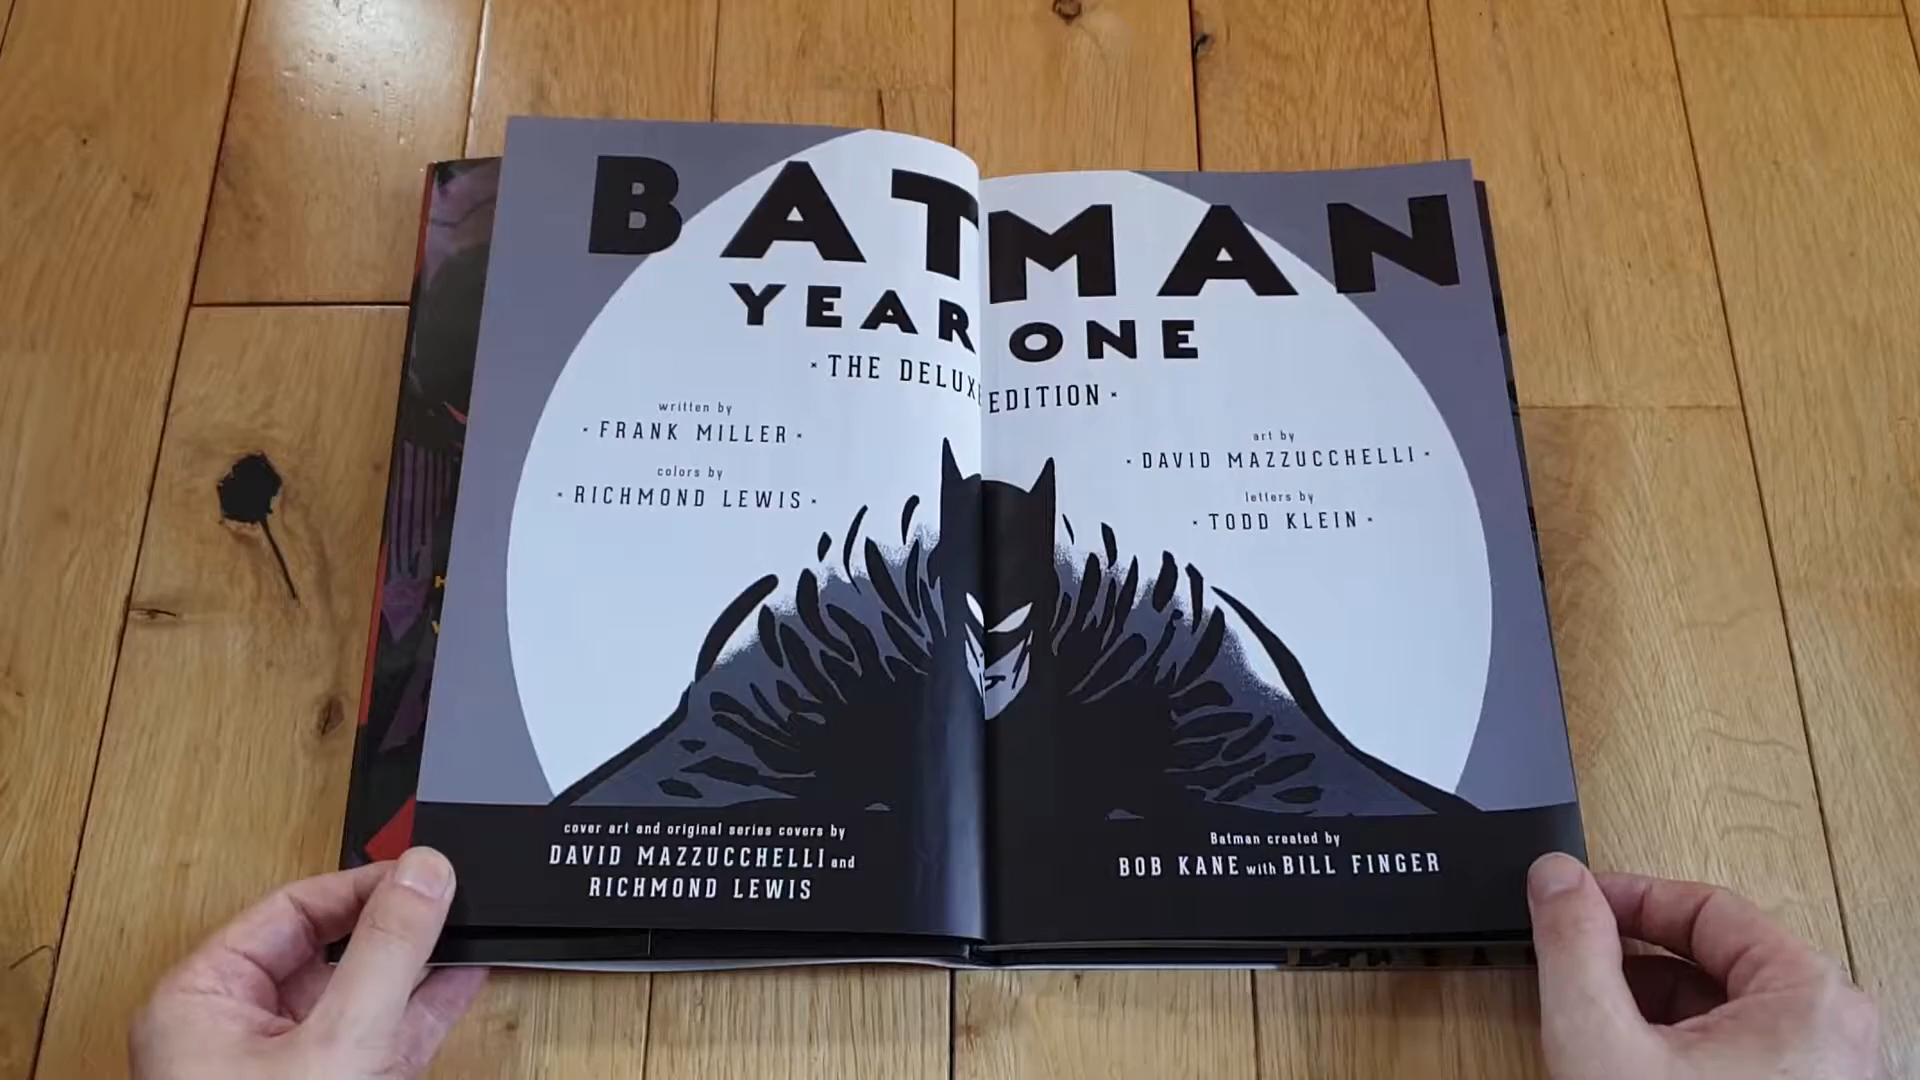 BATMAN
YEAR ONE
· THE DELUXE EDITION ·
written by
· FRANK MILLER ·
colors by
· RICHMOND LEWIS ·
art by
· DAVID MAZZUCCHELLI ·
letters by
· TODD KLEIN ·
cover art and original series covers by
DAVID MAZZUCCHELLI and
RICHMOND LEWIS
Batman created by
BOB KANE with BILL FINGER